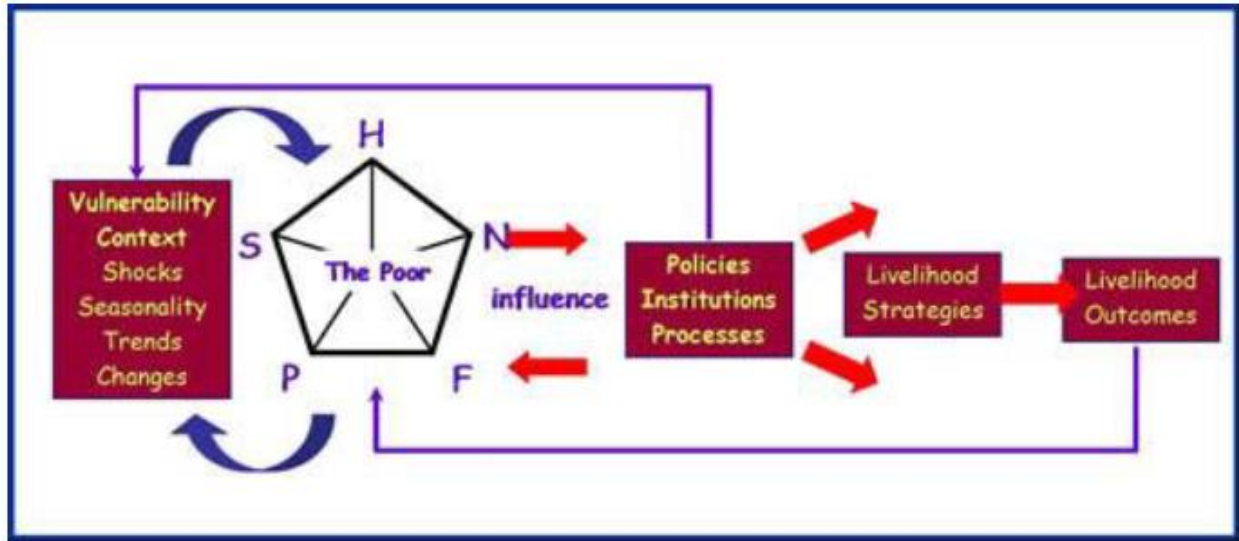 Vulnerability
Context
Shocks
Seasonality
Trends
Changes
H
S
N
The Poor
P
F
influence
Policies
Institutions
Processes
Livelihood
Strategies
Livelihood
Outcomes